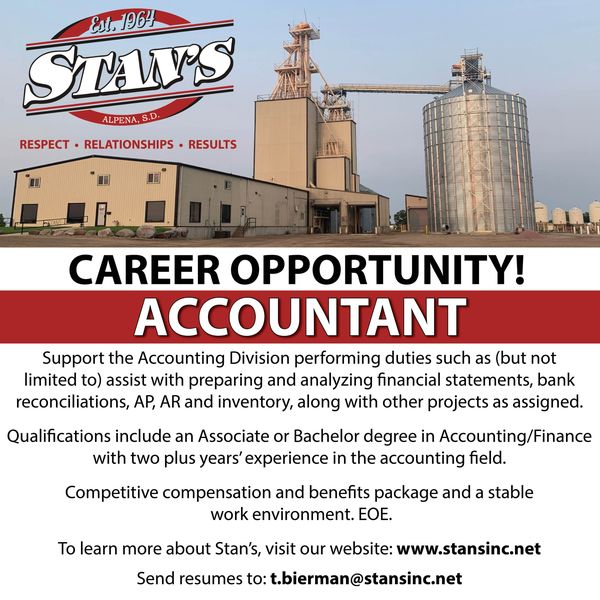 Est. 1964
STAN'S
ALPENA, S.D.
RESPECT • RELATIONSHIPS • RESULTS
CAREER OPPORTUNITY!
ACCOUNTANT
Support the Accounting Division performing duties such as (but not
limited to) assist with preparing and analyzing financial statements, bank
reconciliations, AP, AR and inventory, along with other projects as assigned.
Qualifications include an Associate or Bachelor degree in Accounting/Finance
with two plus years' experience in the accounting field.
Competitive compensation and benefits package and a stable
work environment. EOE.
To learn more about Stan's, visit our website: www.stansinc.net
Send resumes to: t.bierman@stansinc.net